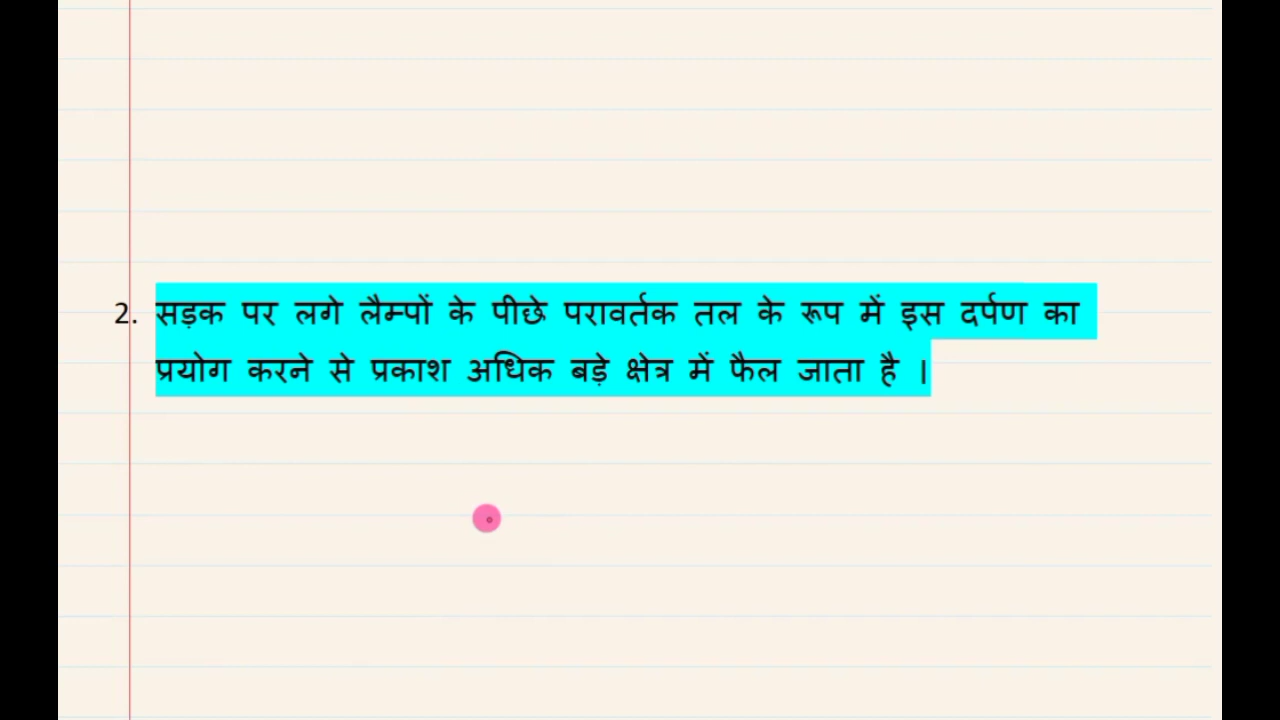 2. सड़क पर लगे लैम्पों के पीछे परावर्तक तल के रूप में इस दर्पण का
प्रयोग करने से प्रकाश अधिक बड़े क्षेत्र में फैल जाता है ।